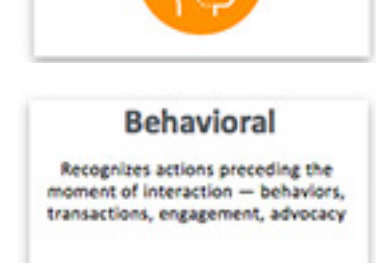 Behavioral
Recognizes actions preceding the
moment of interaction — behaviors,
transactions, engagement, advocacy